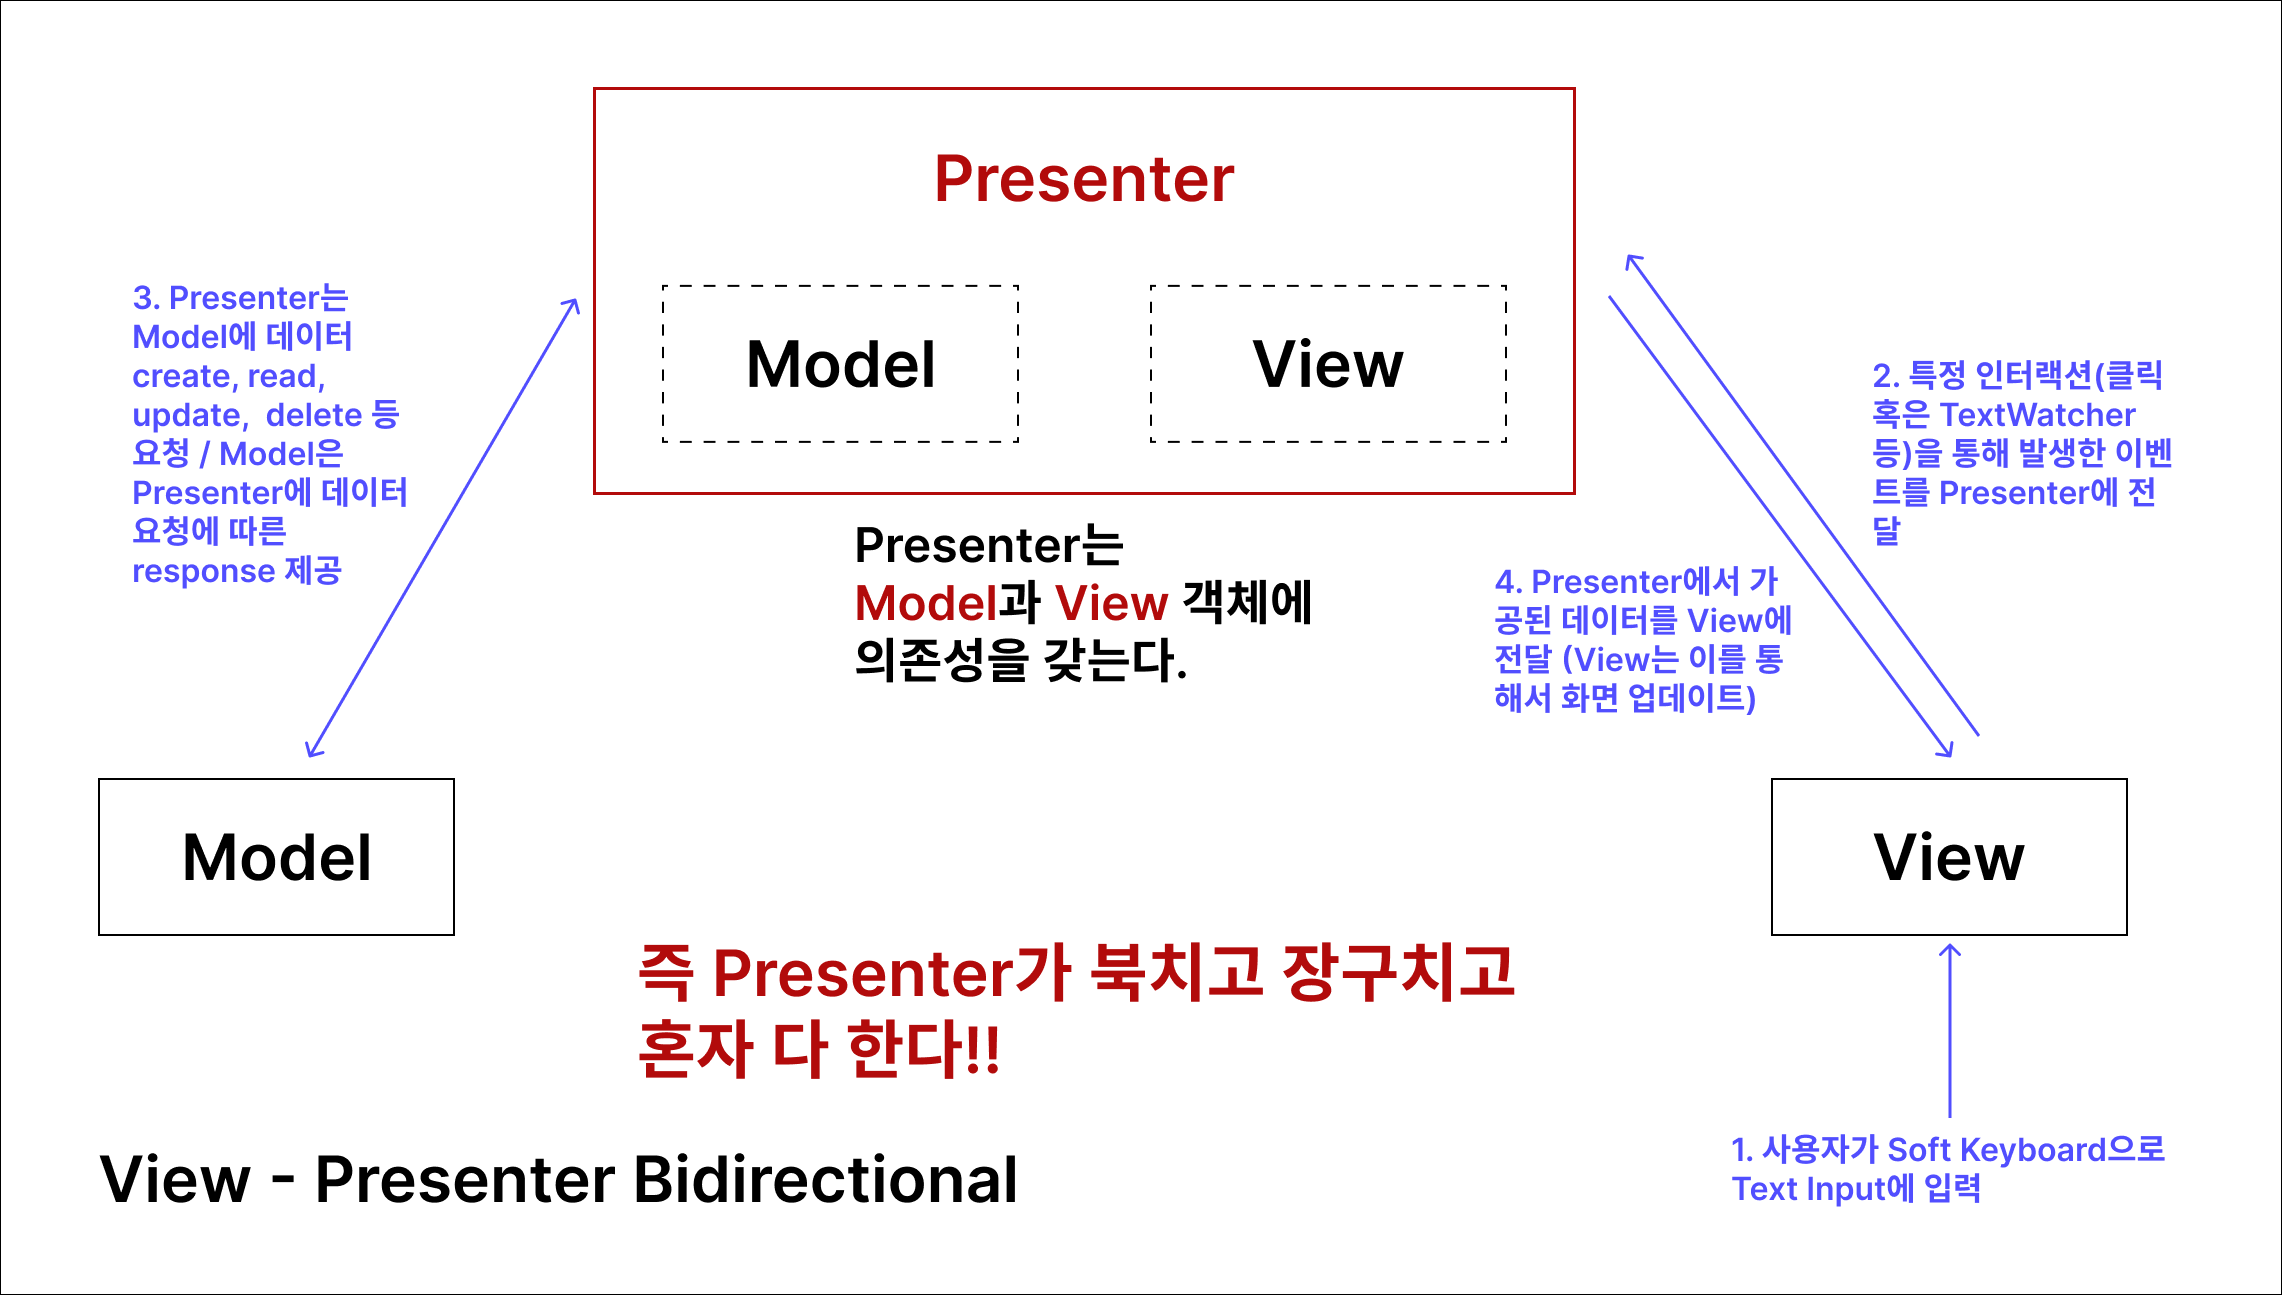 Presenter
Model
View
3. Presenter는
Model에 데이터
create, read,
update,  delete 등
요청 / Model은
Presenter에 데이터
요청에 따른
response 제공
2. 특정 인터랙션(클릭
혹은 TextWatcher
등)을 통해 발생한 이벤
트를 Presenter에 전
달
Presenter는
Model과 View 객체에
의존성을 갖는다.
4. Presenter에서 가
공된 데이터를 View에
전달 (View는 이를 통
해서 화면 업데이트)
Model
View
즉 Presenter가 북치고 장구치고
혼자 다 한다!!
View - Presenter Bidirectional
1. 사용자가 Soft Keyboard으로
Text Input에 입력